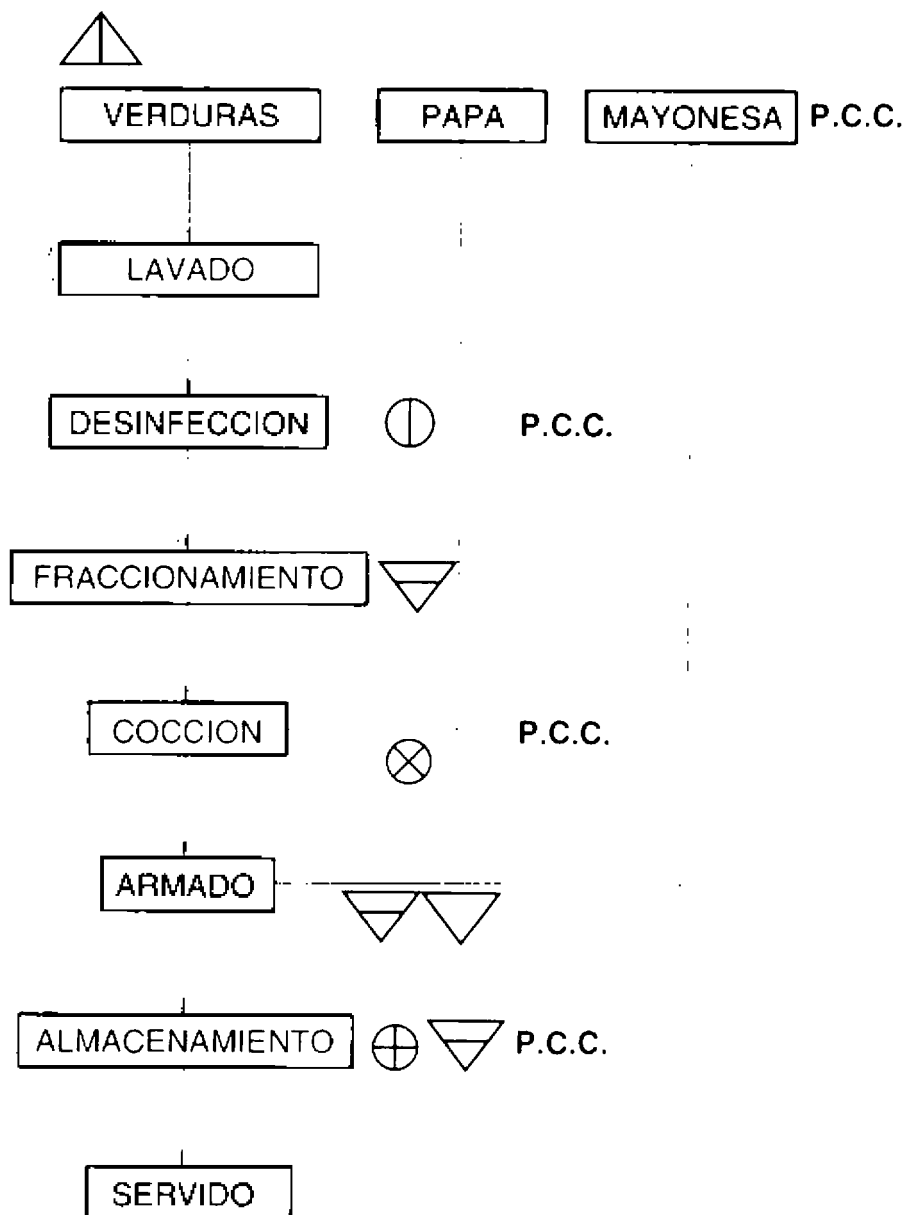 VERDURAS PAPA MAYONESA P.C.C.
LAVADO
DESINFECCION P.C.C.
FRACCIONAMIENTO
COCCION P.C.C.
ARMADO
ALMACENAMIENTO P.C.C.
SERVIDO